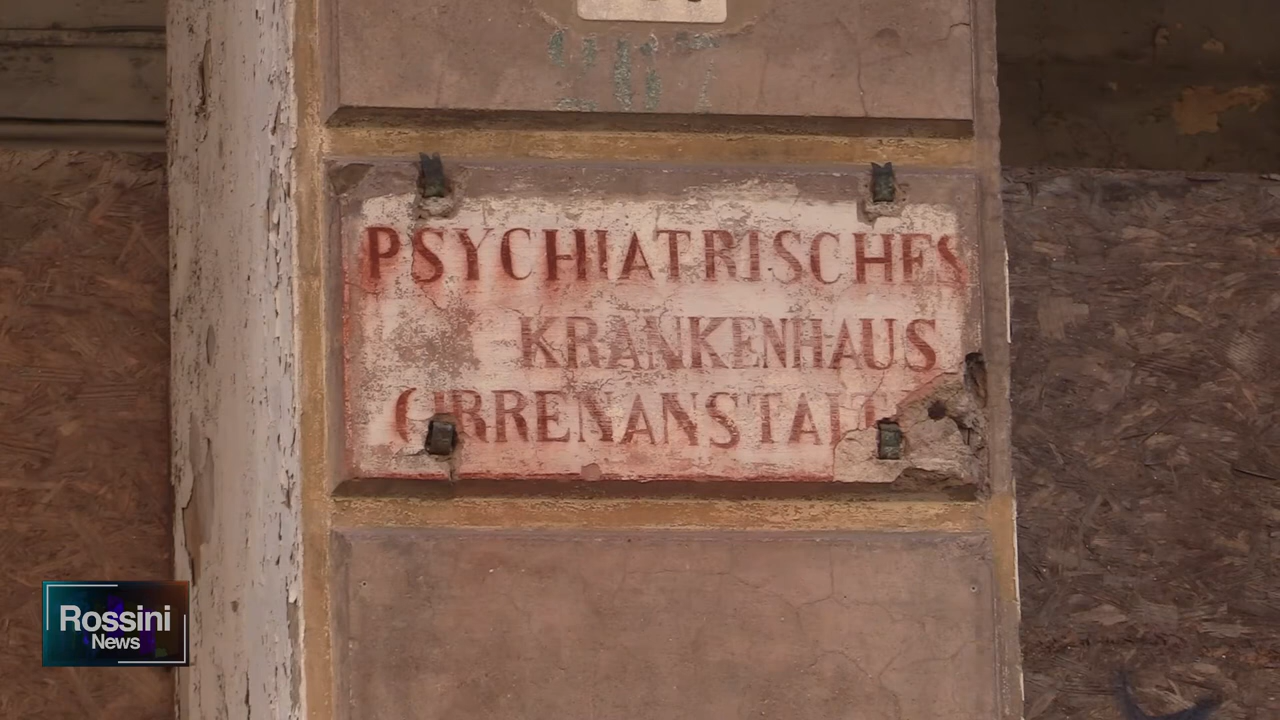 PSYCHIATRISCHES
KRANKENHAUS
(IRRENANSTALT
Rossini
News